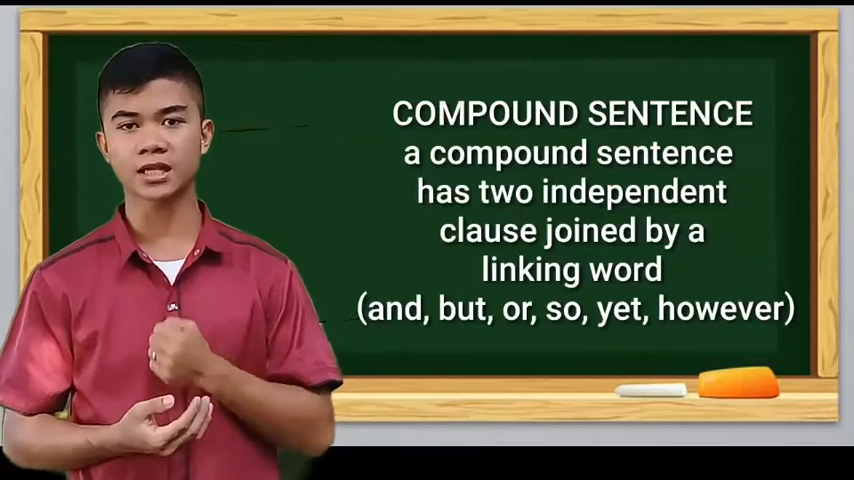 COMPOUND SENTENCE
a compound sentence
has two independent
clause joined by a
linking word
(and, but, or, so, yet, however)